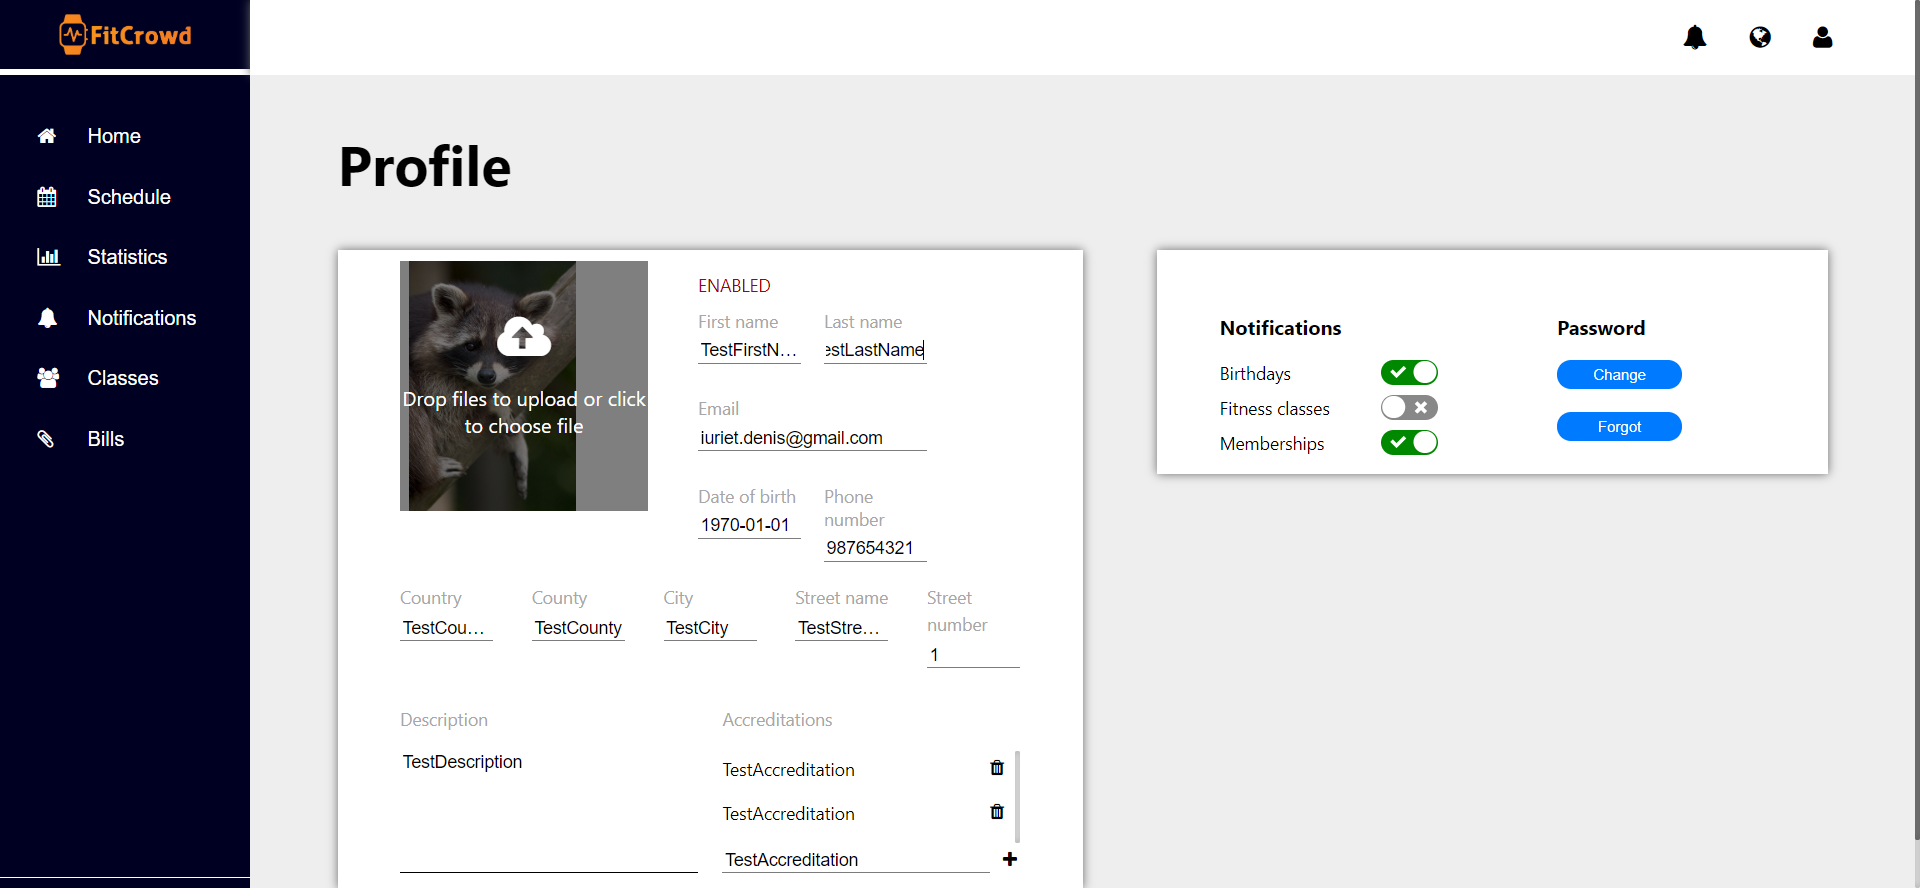 FitCrowd
Home
Schedule
Statistics
Notifications
Classes
Bills
Profile
Drop files to upload or click
to choose file
ENABLED
First name Last name
TestFirstN... estLastName
Email
iuriet.denis@gmail.com
Date of birth Phone
number
1970-01-01
987654321
Country County City Street name Street
number
TestCou... TestCounty TestCity TestStre...
1
Description Accreditations
TestDescription
TestAccreditation
TestAccreditation
TestAccreditation
Notifications Password
Birthdays Change
Fitness classes
Memberships Forgot